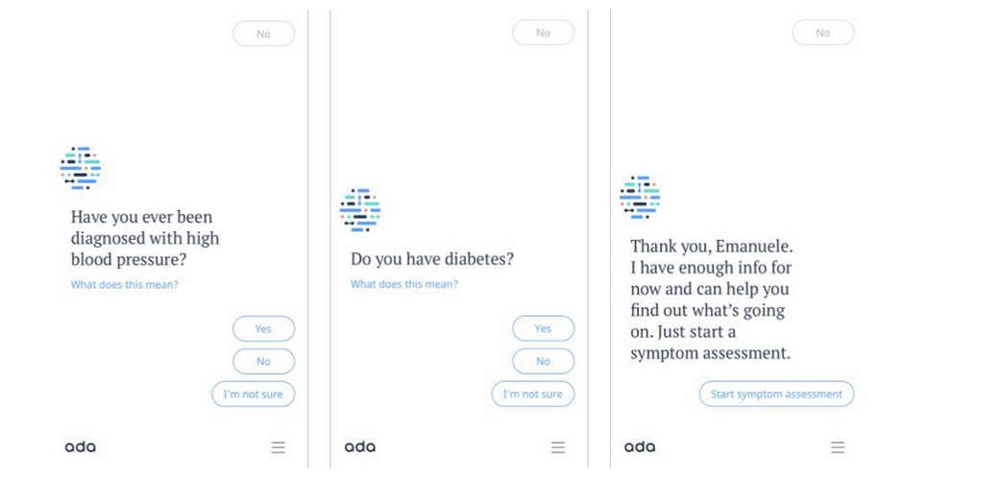 No
Have you ever been
diagnosed with high
blood pressure?
What does this mean?
Yes
No
I'm not sure
ada
No
Do you have diabetes?
What does this mean?
Yes
No
I'm not sure
ada
No
Thank you, Emanuele.
I have enough info for
now and can help you
find out what’s going
on. Just start a
symptom assessment.
Start symptom assessment
ada